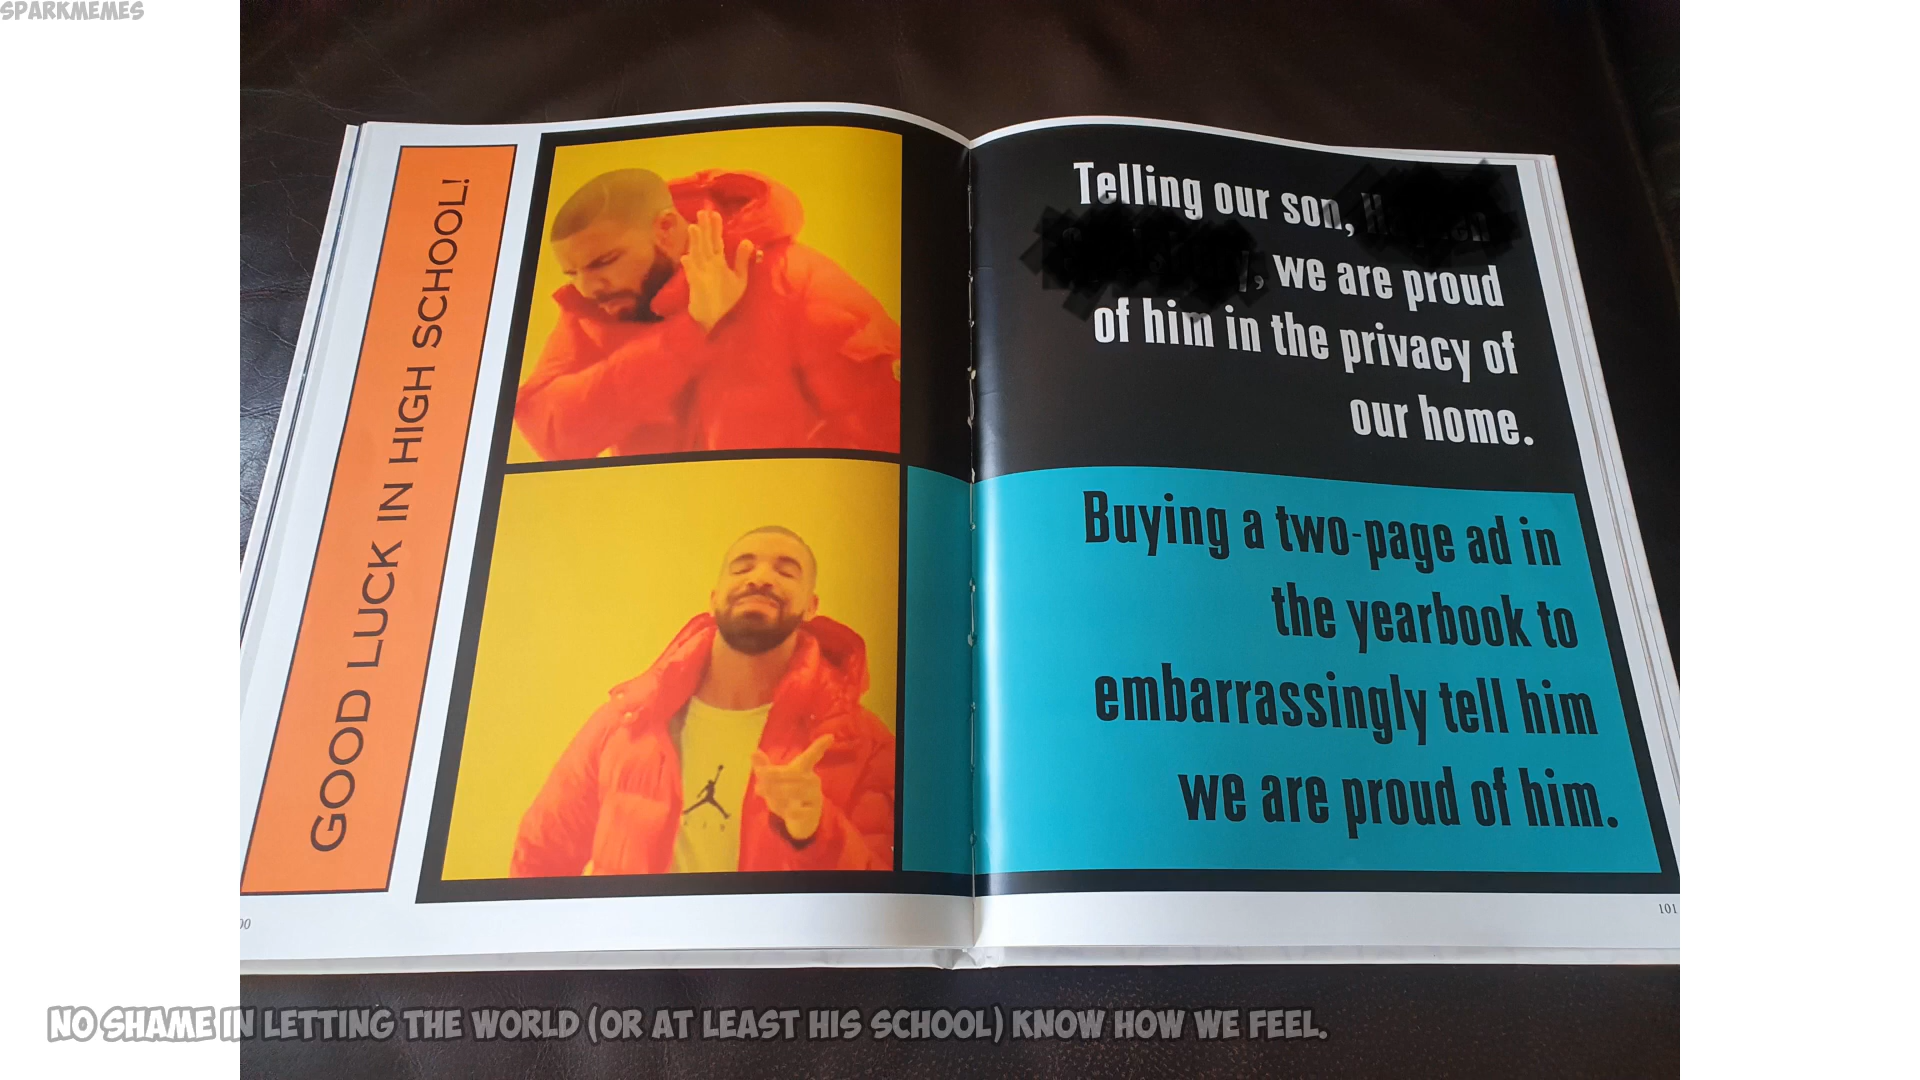 SPARKMEMES
GOOD LUCK IN HIGH SCHOOL!
Telling our son,
, we are proud
of him in the privacy of
our home.
Buying a two-page ad in
the yearbook to
embarrassingly tell him
we are proud of him.
101
NO SHAME IN LETTING THE WORLD (OR AT LEAST HIS SCHOOL) KNOW HOW WE FEEL.